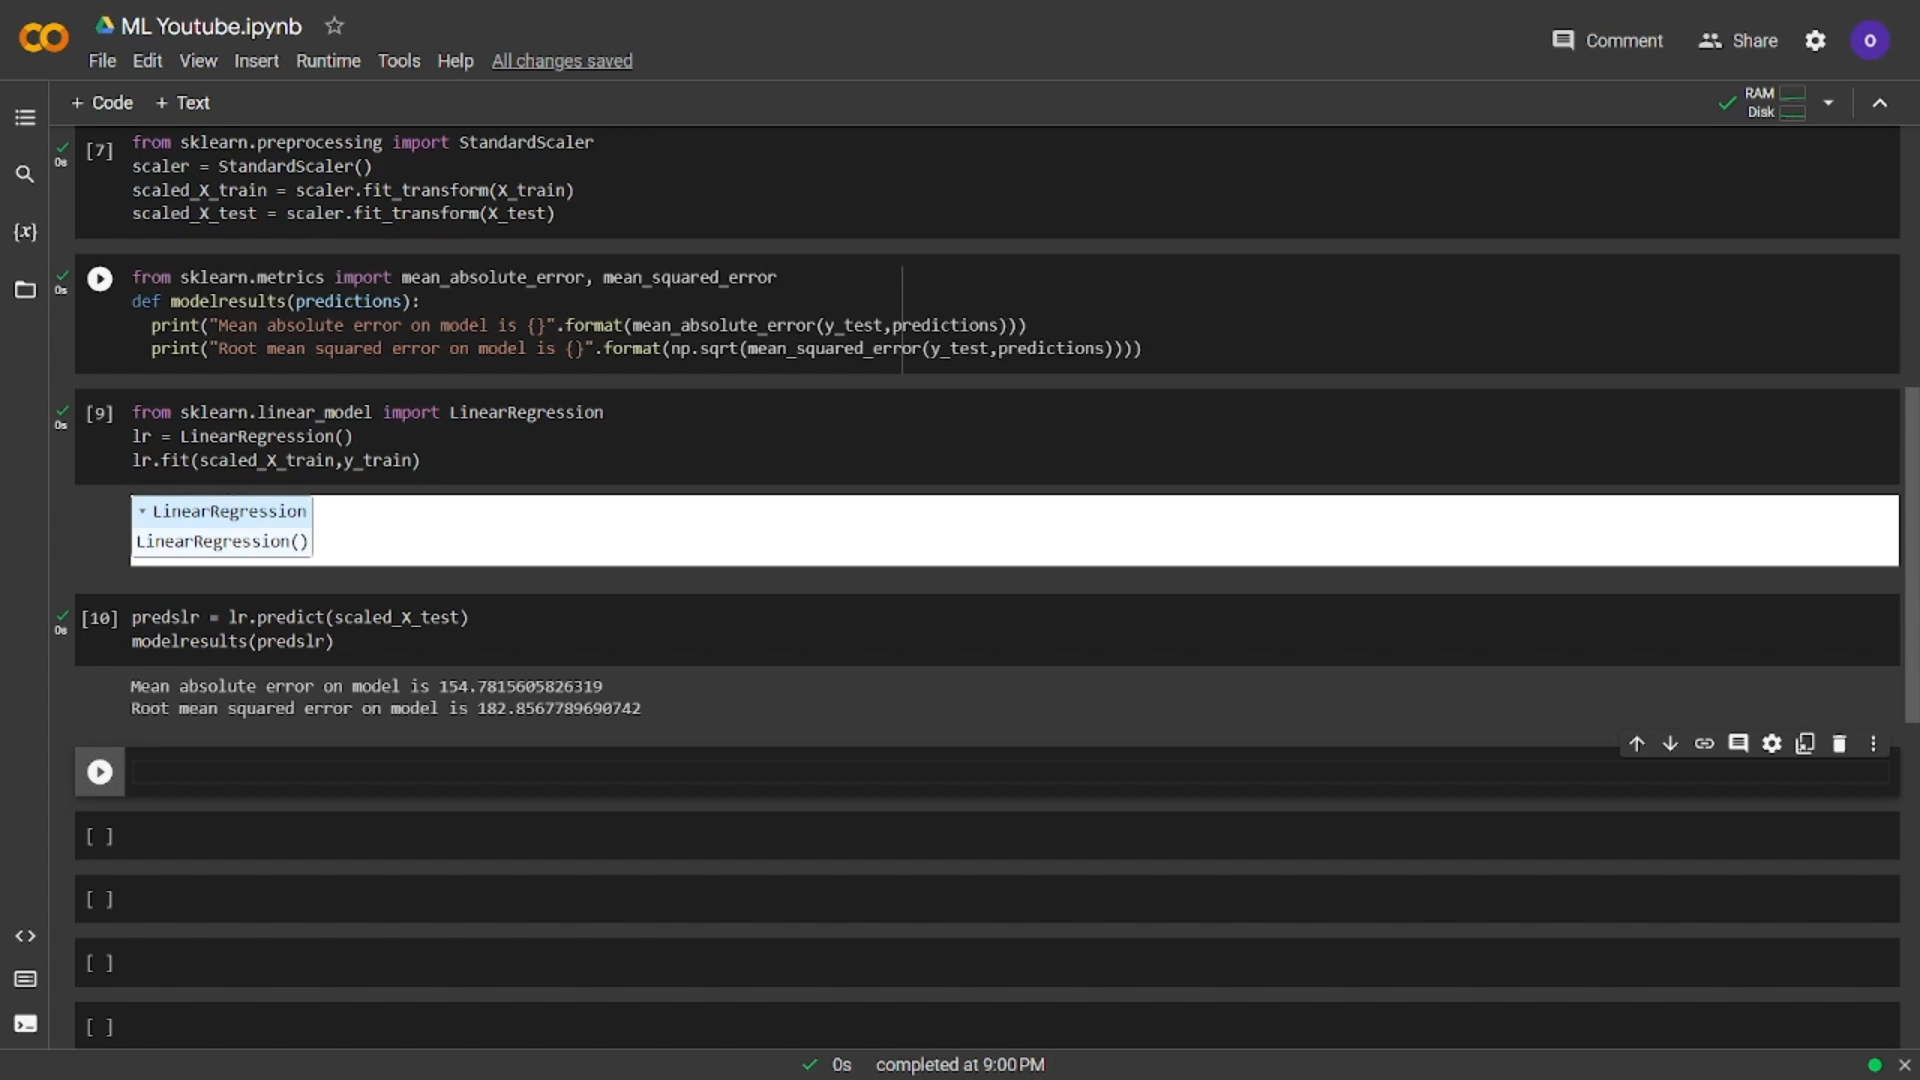 ML Youtube.ipynb
File Edit View Insert Runtime Tools Help All changes saved
Comment
Share
O
+ Code + Text
RAM
Disk
0s
[7]
from sklearn.preprocessing import StandardScaler
scaler = StandardScaler()
scaled_X_train = scaler.fit_transform(X_train)
scaled_X_test = scaler.fit_transform(X_test)
{x}
0s
from sklearn.metrics import mean_absolute_error, mean_squared_error
def modelresults(predictions):
print("Mean absolute error on model is {}".format(mean_absolute_error(y_test,predictions)))
print("Root mean squared error on model is {}".format(np.sqrt(mean_squared_error(y_test,predictions))))
0s
[9]
from sklearn.linear_model import LinearRegression
lr = LinearRegression()
lr.fit(scaled_X_train,y_train)
LinearRegression
LinearRegression()
0s
[10]
predslr = lr.predict(scaled_X_test)
modelresults(predslr)
Mean absolute error on model is 154.7815605826319
Root mean squared error on model is 182.8567789690742
[ ]
[ ]
[ ]
[ ]
0s completed at 9:00 PM